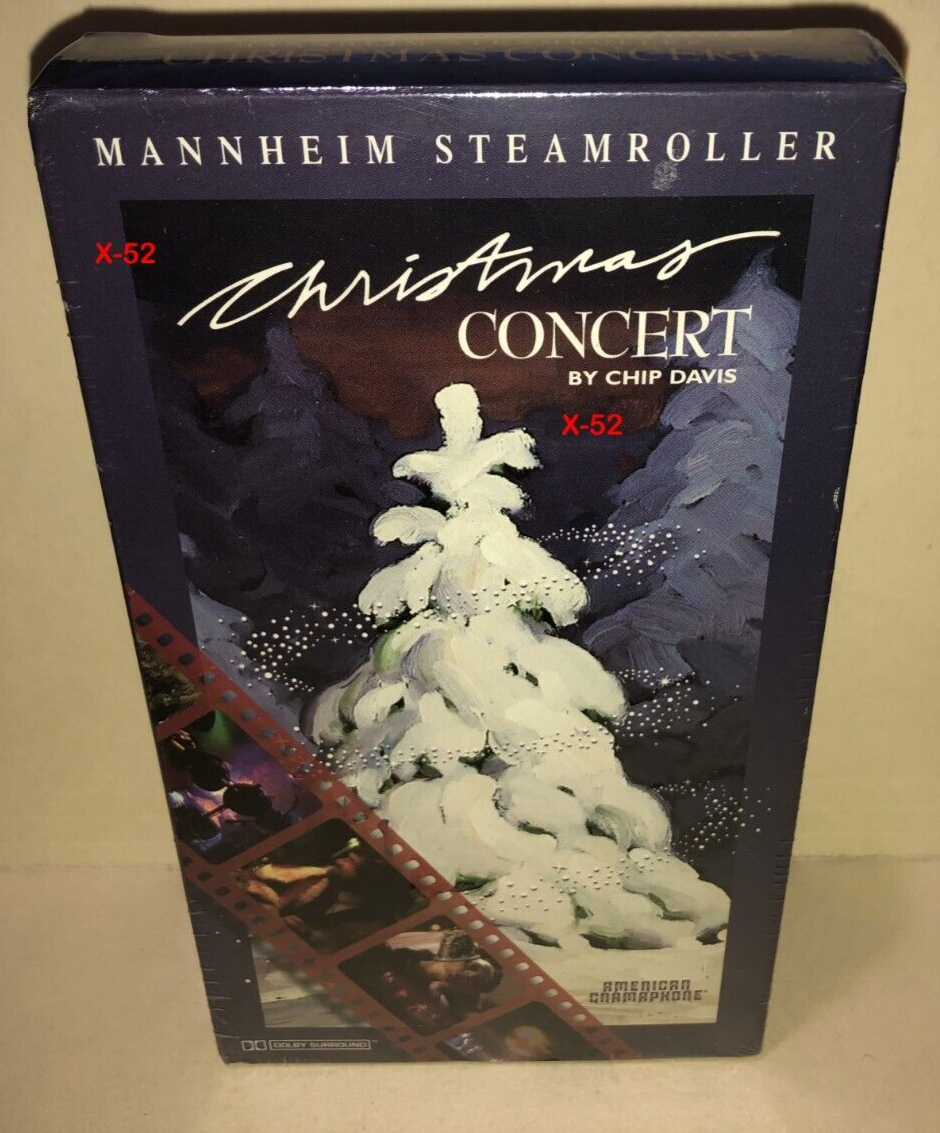 CHRISTMAS CONCERT
MANNHEIM STEAMROLLER
X-52
Christmas
CONCERT
BY CHIP DAVIS
X-52
AMERICAN
GRAMAPHONE
DOLBY SURROUND